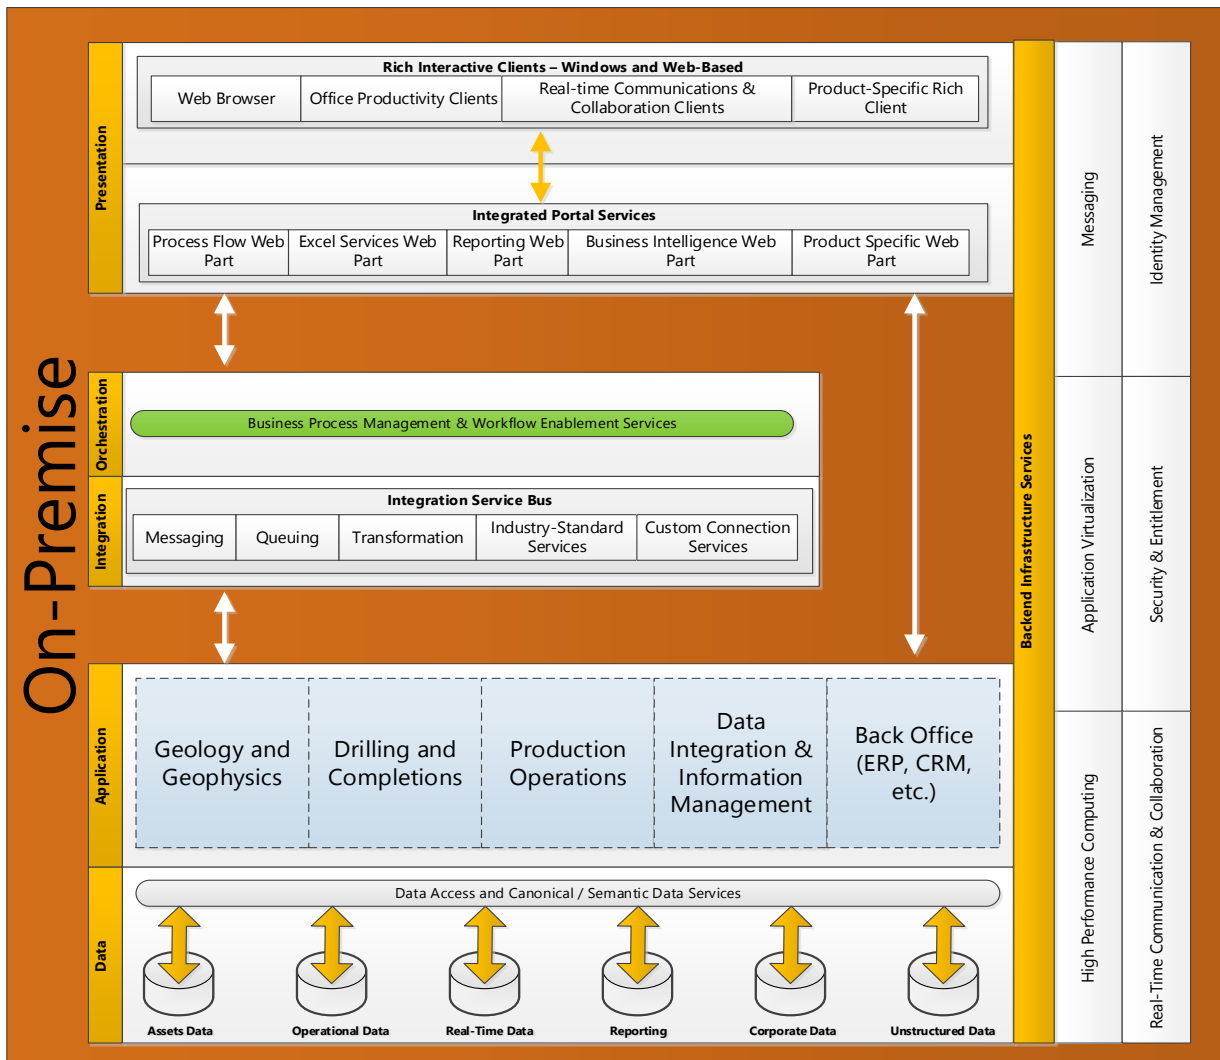 On-Premise
Presentation
Rich Interactive Clients – Windows and Web-Based
Web Browser
Office Productivity Clients
Real-time Communications &
Collaboration Clients
Product-Specific Rich
Client
Integrated Portal Services
Process Flow Web
Part
Excel Services Web
Part
Reporting Web
Part
Business Intelligence Web
Part
Product Specific Web
Part
Orchestration
Business Process Management & Workflow Enablement Services
Integration
Integration Service Bus
Messaging
Queuing
Transformation
Industry-Standard
Services
Custom Connection
Services
Application
Geology and
Geophysics
Drilling and
Completions
Production
Operations
Data
Integration &
Information
Management
Back Office
(ERP, CRM,
etc.)
Data
Data Access and Canonical / Semantic Data Services
Assets Data
Operational Data
Real-Time Data
Reporting
Corporate Data
Unstructured Data
Backend Infrastructure Services
Messaging
Identity Management
Application Virtualization
Security & Entitlement
High Performance Computing
Real-Time Communication & Collaboration